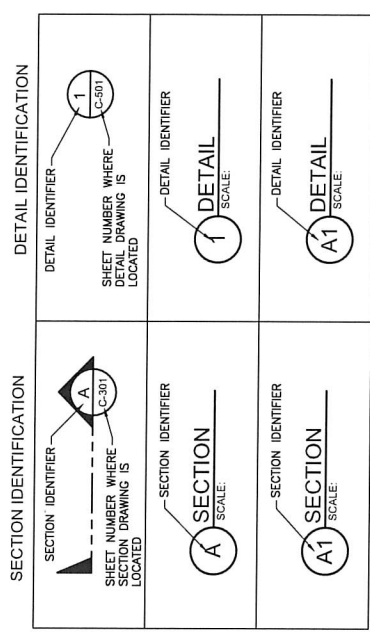 SECTION IDENTIFICATION
SECTION IDENTIFIER
A
C-301
SHEET NUMBER WHERE
SECTION DRAWING IS
LOCATED
SECTION IDENTIFIER
A
SECTION
SCALE:
SECTION IDENTIFIER
A1
SECTION
SCALE:
DETAIL IDENTIFICATION
DETAIL IDENTIFIER
1
C-501
SHEET NUMBER WHERE
DETAIL DRAWING IS
LOCATED
DETAIL IDENTIFIER
1
DETAIL
SCALE:
DETAIL IDENTIFIER
A1
DETAIL
SCALE: